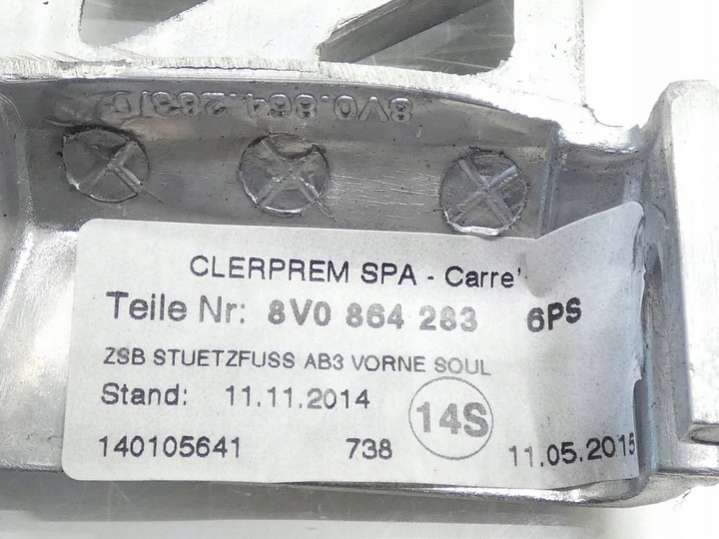 8V0.864.283
CLERPREM SPA - Carre'
Teile Nr: 8V0 864 283 6PS
ZSB STUETZFUSS AB3 VORNE SOUL
Stand: 11.11.2014
14S
140105641 738 11.05.2015